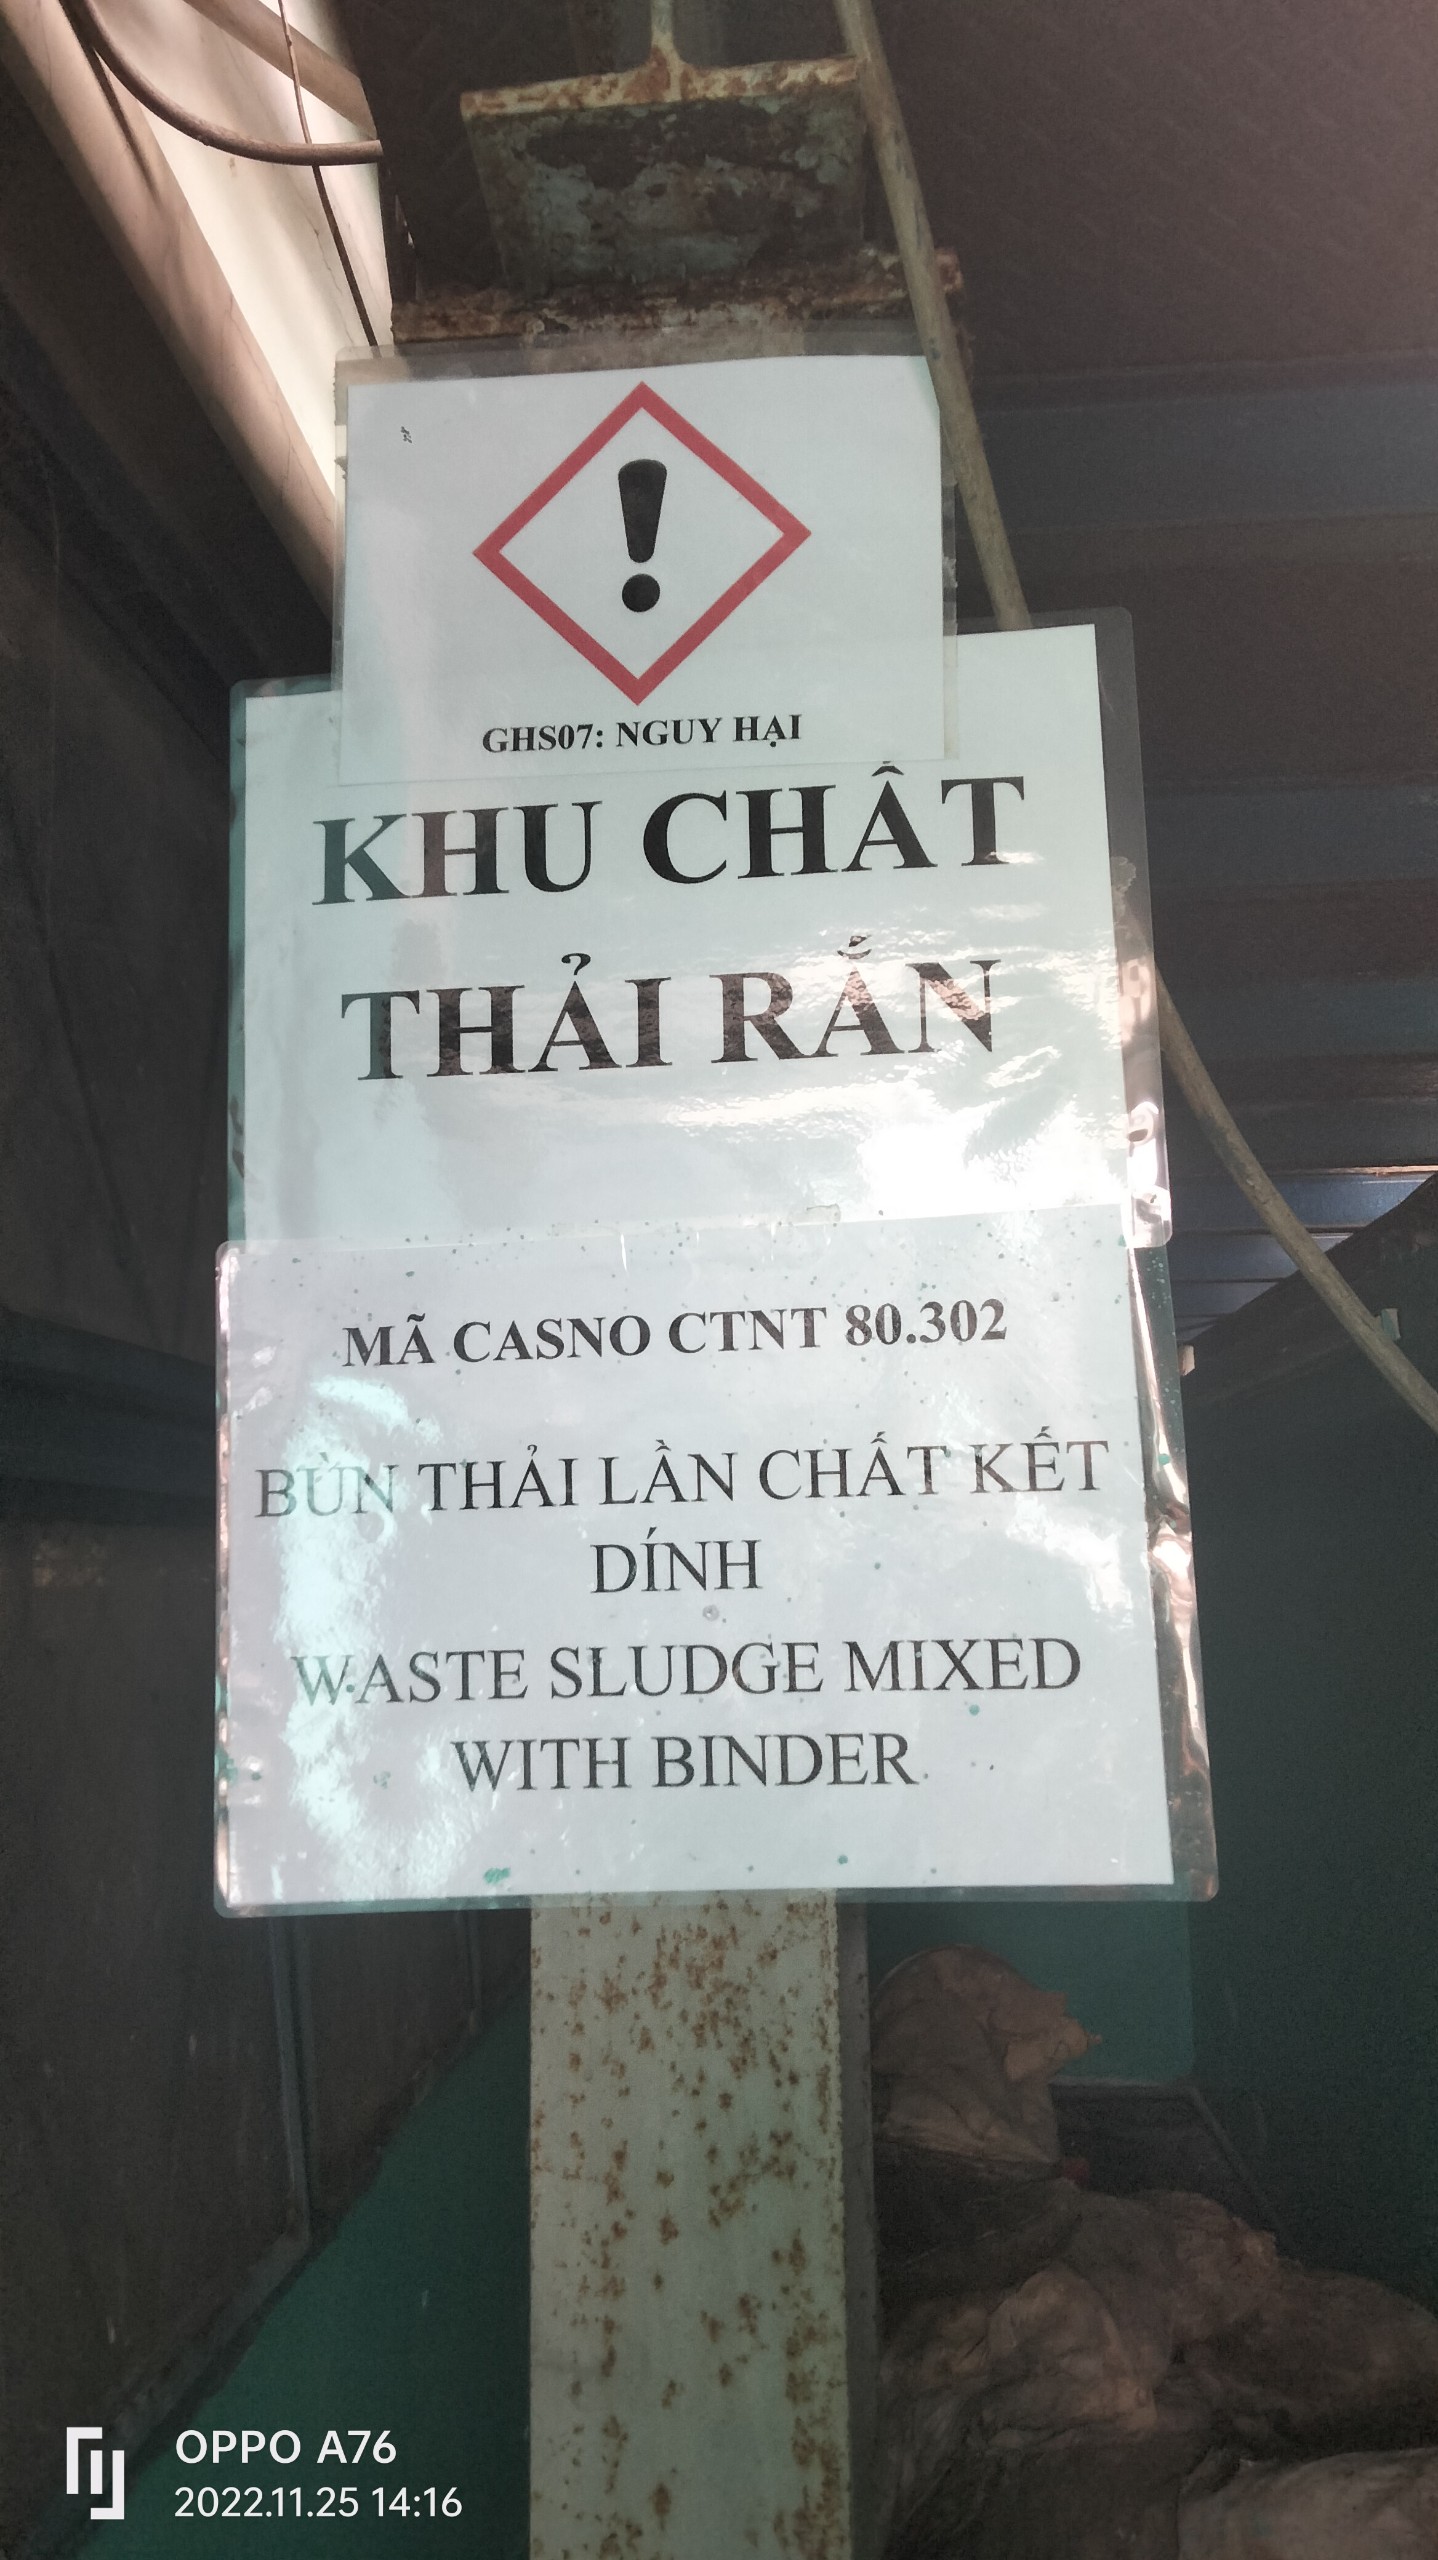 GHS07: NGUY HẠI
KHU CHẤT
THẢI RẮN
MÃ CASNO CTNT 80.302
BÙN THẢI LẦN CHẤT KẾT
DÍNH
WASTE SLUDGE MIXED
WITH BINDER
OPPO A76
2022.11.25 14:16